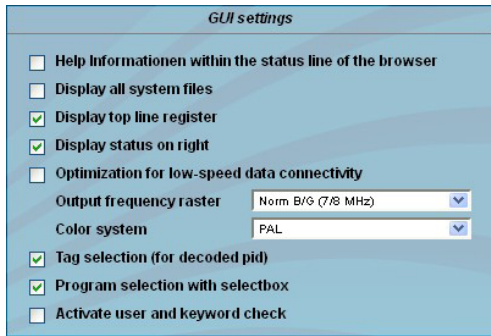 GUI settings
Help Informationen within the status line of the browser
Display all system files
Display top line register
Display status on right
Optimization for low-speed data connectivity
Output frequency raster Norm B/G (7/8 MHz)
Color system PAL
Tag selection (for decoded pid)
Program selection with selectbox
Activate user and keyword check